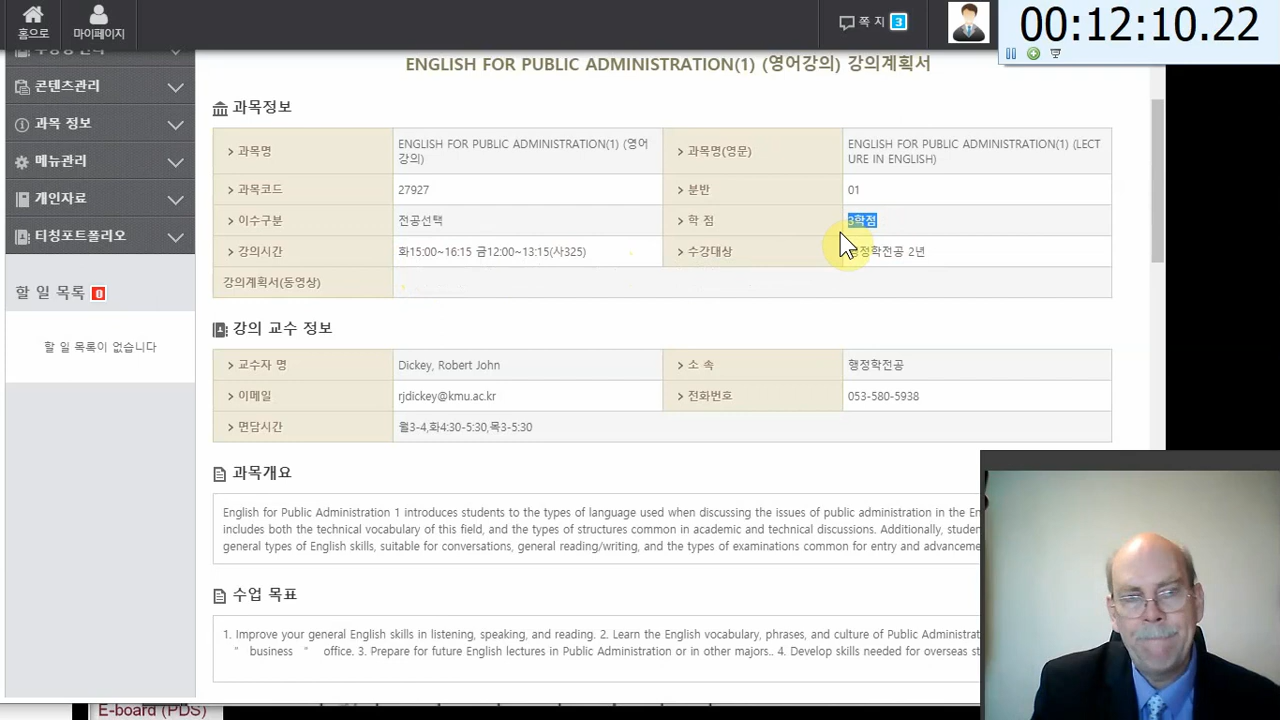 홈으로
마이페이지
쪽 지 3
00:12:10.22
콘텐츠관리
과목 정보
메뉴관리
개인자료
티칭포트폴리오
할 일 목록 0
할 일 목록이 없습니다
ENGLISH FOR PUBLIC ADMINISTRATION(1) (영어강의) 강의계획서
과목정보
> 과목명
ENGLISH FOR PUBLIC ADMINISTRATION(1) (영어
강의)
> 과목명(영문)
ENGLISH FOR PUBLIC ADMINISTRATION(1) (LECT
URE IN ENGLISH)
> 과목코드
27927
> 분반
01
> 이수구분
전공선택
> 학 점
3학점
> 강의시간
화15:00~16:15 금12:00~13:15(사325)
> 수강대상
행정학전공 2년
강의계획서(동영상)
강의 교수 정보
> 교수자 명
Dickey, Robert John
> 소 속
행정학전공
> 이메일
rjdickey@kmu.ac.kr
> 전화번호
053-580-5938
> 면담시간
월3-4,화4:30-5:30,목3-5:30
과목개요
English for Public Administration 1 introduces students to the types of language used when discussing the issues of public administration in the
includes both the technical vocabulary of this field, and the types of structures common in academic and technical discussions. Additionally,
general types of English skills, suitable for conversations, general reading/writing, and the types of examinations common for entry and
수업 목표
1. Improve your general English skills in listening, speaking, and reading. 2. Learn the English vocabulary, phrases, and culture of Public
" business " office. 3. Prepare for future English lectures in Public Administration or in other majors.. 4. Develop skills needed for overseas
E-board (PDS)